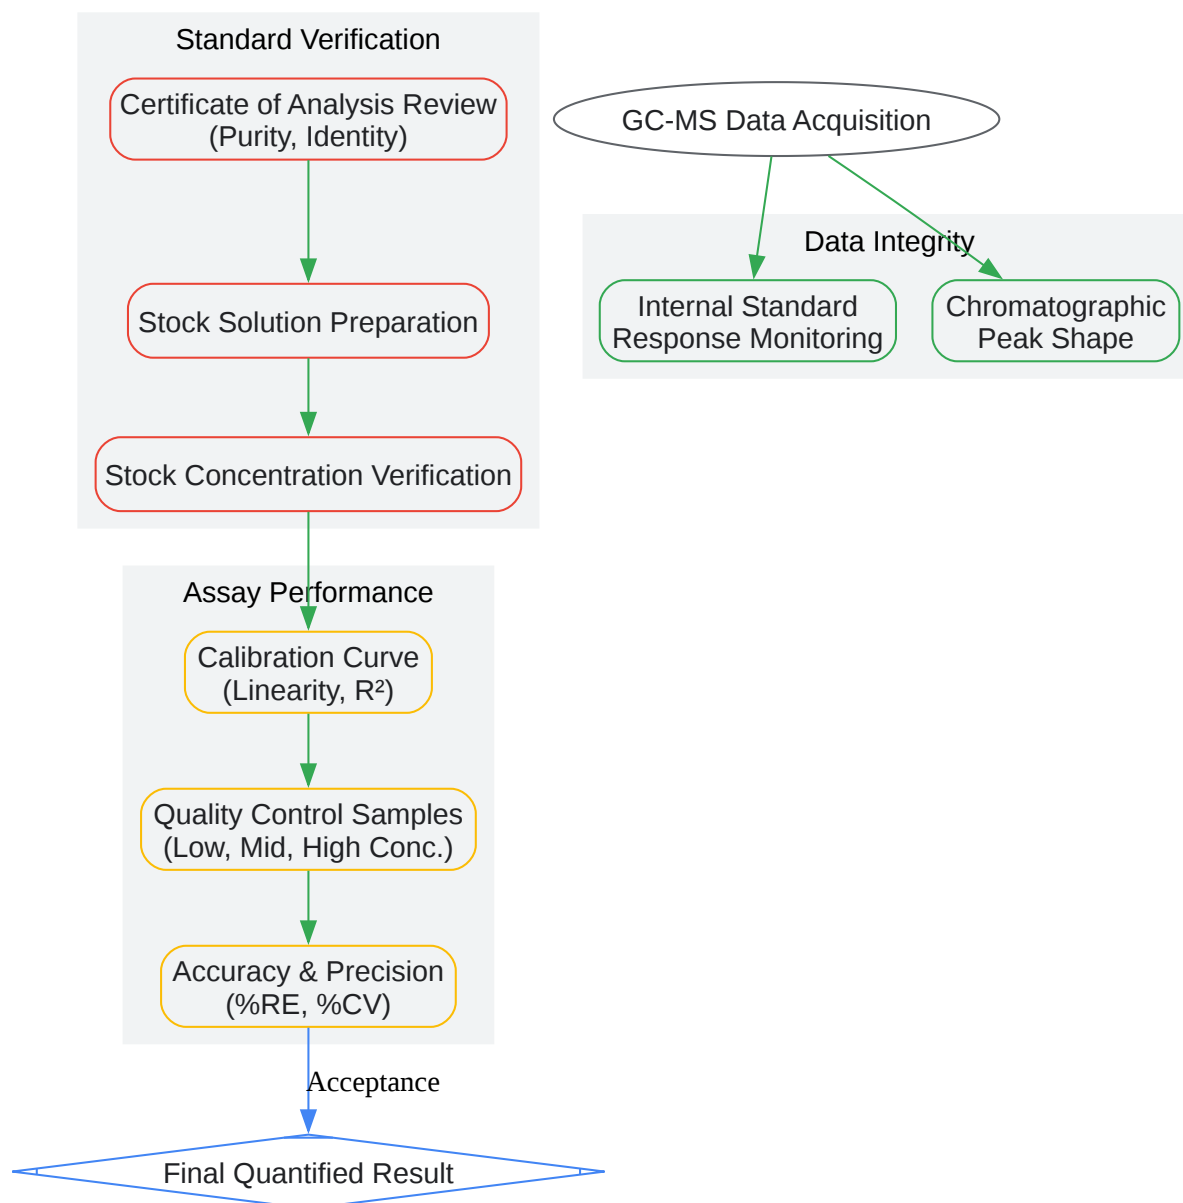 Standard Verification
Certificate of Analysis Review
(Purity, Identity)
Stock Solution Preparation
Stock Concentration Verification
GC-MS Data Acquisition
Data Integrity
Internal Standard
Response Monitoring
Chromatographic
Peak Shape
Assay Performance
Calibration Curve
(Linearity, R²)
Quality Control Samples
(Low, Mid, High Conc.)
Accuracy & Precision
(%RE, %CV)
Acceptance
Final Quantified Result